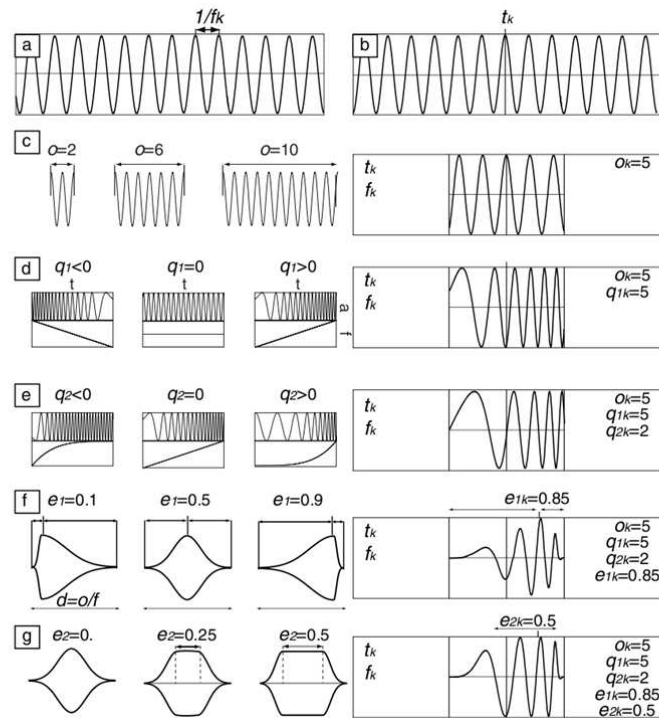 1/fk
a
b
tk
c
o=2
o=6
o=10
tk
fk
ok=5
d
q1<0
q1=0
q1>0
t
t
t
a
f
tk
fk
ok=5
q1k=5
e
q2<0
q2=0
q2>0
tk
fk
ok=5
q1k=5
q2k=2
f
e1=0.1
e1=0.5
e1=0.9
d=o/f
e1k=0.85
tk
fk
ok=5
q1k=5
q2k=2
e1k=0.85
g
e2=0.
e2=0.25
e2=0.5
e2k=0.5
tk
fk
ok=5
q1k=5
q2k=2
e1k=0.85
e2k=0.5